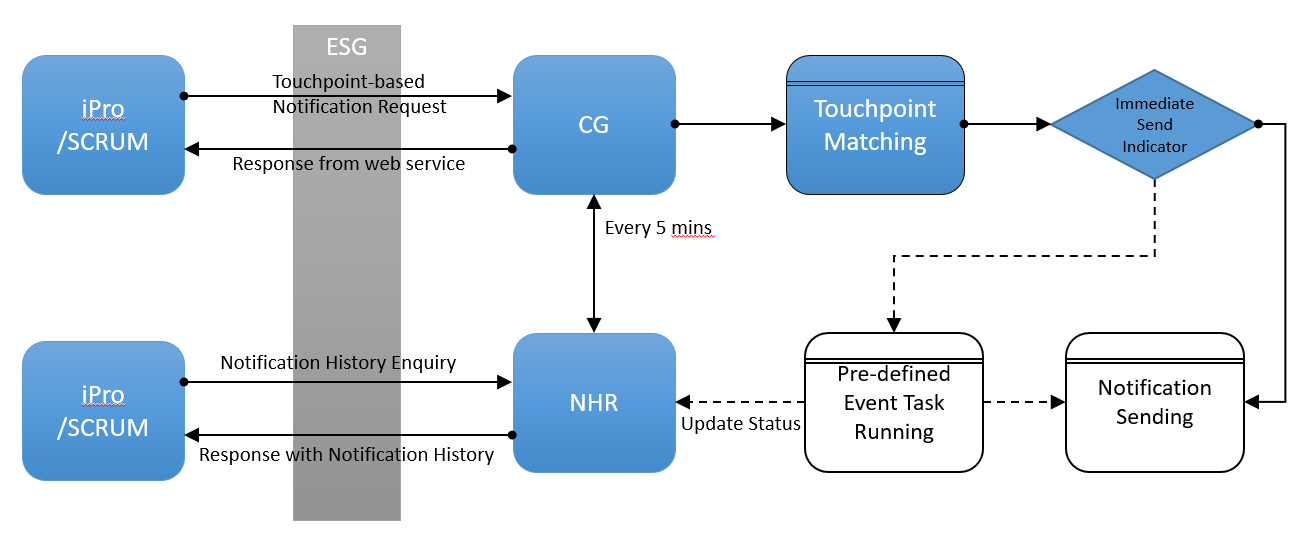 ESG
iPro
/SCRUM
Touchpoint-based
Notification Request
Response from web service
CG
Touchpoint
Matching
Immediate
Send
Indicator
Every 5 mins
iPro
/SCRUM
Notification History Enquiry
Response with Notification History
NHR
Update Status
Pre-defined
Event Task
Running
Notification
Sending